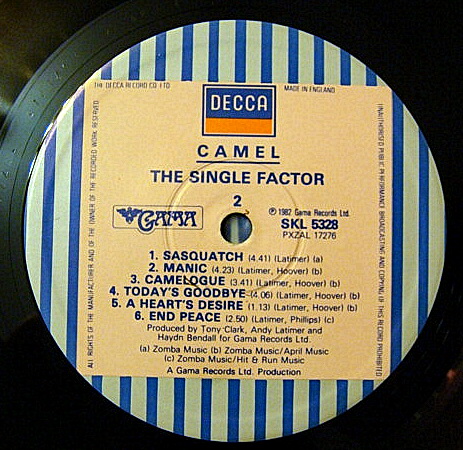 THE DECCA RECORD CO. LTD.
MADE IN ENGLAND
DECCA
CAMEL
THE SINGLE FACTOR
2
GAMA
℗ 1982 Gama Records Ltd.
SKL 5328
PXZAL 17276
1. SASQUATCH (4.41) (Latimer) (a)
2. MANIC (4.23) (Latimer, Hoover) (b)
3. CAMELOGUE (3.41) (Latimer, Hoover) (b)
4. TODAY'S GOODBYE (4.06) (Latimer, Hoover) (b)
5. A HEART'S DESIRE (1.13) (Latimer, Hoover) (b)
6. END PEACE (2.50) (Latimer, Phillips) (c)
Produced by Tony Clark, Andy Latimer and
Haydn Bendall for Gama Records Ltd.
(a) Zomba Music (b) Zomba Music/April Music
(c) Zomba Music/Hit & Run Music
A Gama Records Ltd. Production
ALL RIGHTS OF THE MANUFACTURER AND OF THE OWNER OF THE RECORDED WORK RESERVED.
UNAUTHORISED PUBLIC PERFORMANCE BROADCASTING AND COPYING OF THIS RECORD PROHIBITED